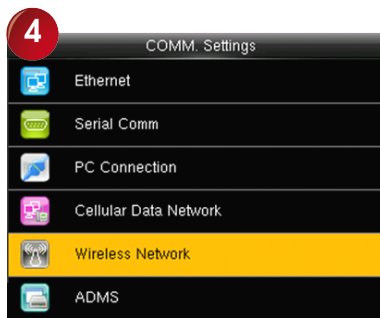 4
COMM. Settings
Ethernet
Serial Comm
PC Connection
Cellular Data Network
Wireless Network
ADMS